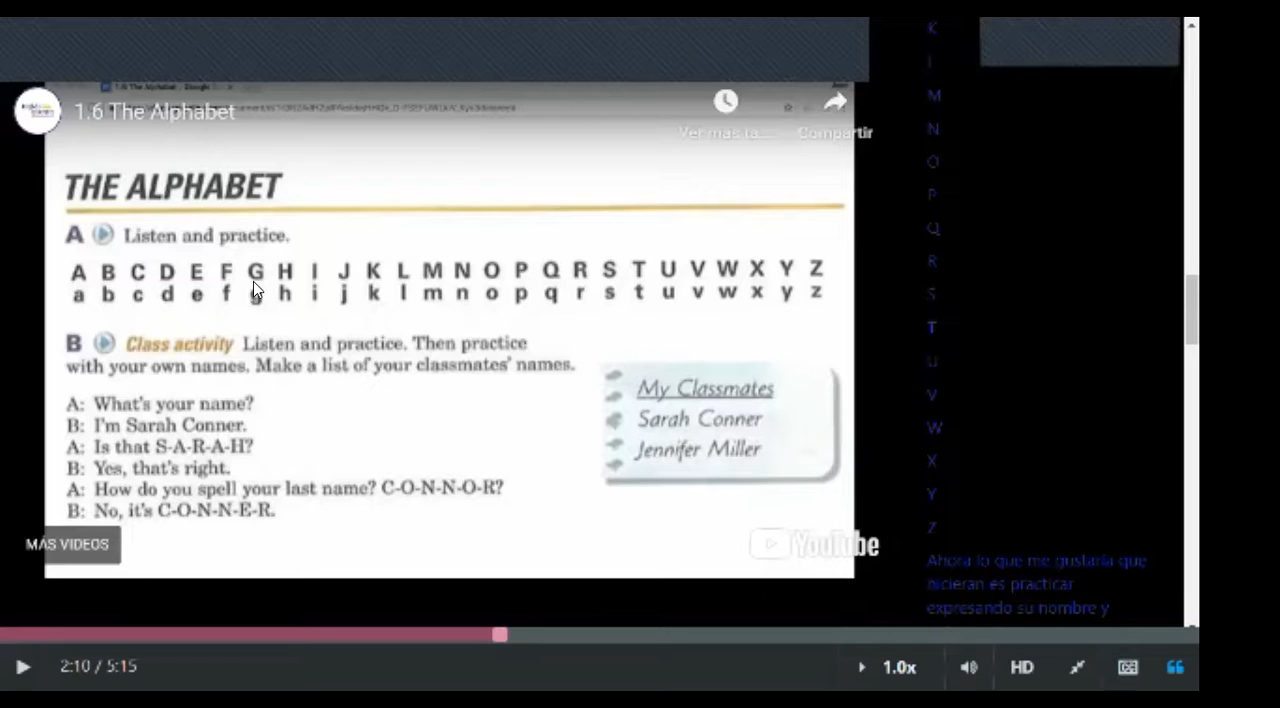 1.6 The Alphabet
Ver más ta...
Compartir
THE ALPHABET
A Listen and practice.
A B C D E F G H I J K L M N O P Q R S T U V W X Y Z
a b c d e f g h i j k l m n o p q r s t u v w x y z
B Class activity Listen and practice. Then practice
with your own names. Make a list of your classmates' names.
A: What's your name?
B: I'm Sarah Conner.
A: Is that S-A-R-A-H?
B: Yes, that's right.
A: How do you spell your last name? C-O-N-N-O-R?
B: No, it's C-O-N-N-E-R.
My Classmates
Sarah Conner
Jennifer Miller
MÁS VIDEOS
YouTube
K
M
N
O
P
Q
R
S
T
U
V
W
X
Y
Z
Ahora lo que me gustaría que
hicieran es practicar
expresando su nombre y
2:10 / 5:15
1.0x
HD
CC